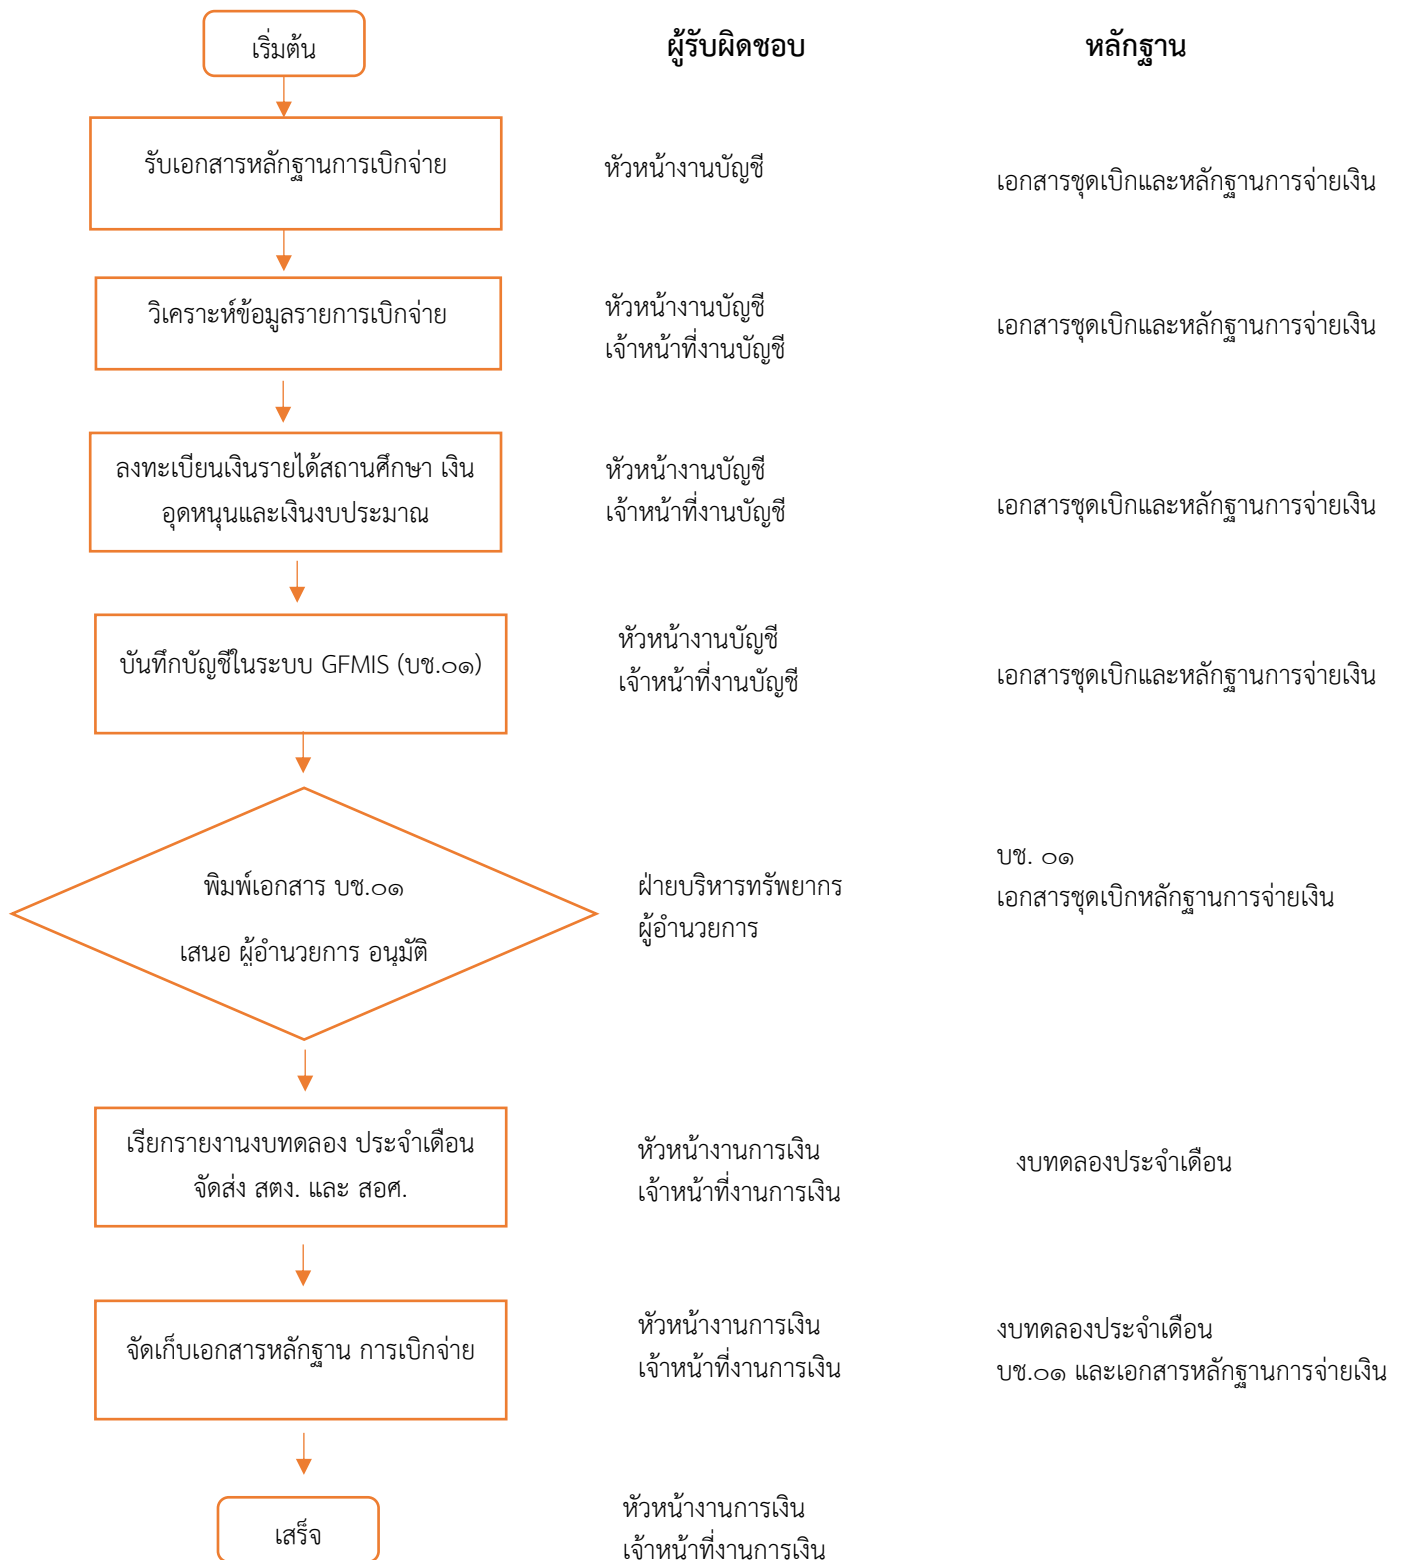 เริ่มต้น
ผู้รับผิดชอบ
หลักฐาน
รับเอกสารหลักฐานการเบิกจ่าย
หัวหน้างานบัญชี
เอกสารชุดเบิกและหลักฐานการจ่ายเงิน
วิเคราะห์ข้อมูลรายการเบิกจ่าย
หัวหน้างานบัญชี
เจ้าหน้าที่งานบัญชี
เอกสารชุดเบิกและหลักฐานการจ่ายเงิน
ลงทะเบียนเงินรายได้สถานศึกษา เงิน
อุดหนุนและเงินงบประมาณ
หัวหน้างานบัญชี
เจ้าหน้าที่งานบัญชี
เอกสารชุดเบิกและหลักฐานการจ่ายเงิน
บันทึกบัญชีในระบบ GFMIS (บช.๐๑)
หัวหน้างานบัญชี
เจ้าหน้าที่งานบัญชี
เอกสารชุดเบิกและหลักฐานการจ่ายเงิน
พิมพ์เอกสาร บช.๐๑
เสนอ ผู้อำนวยการ อนุมัติ
ฝ่ายบริหารทรัพยากร
ผู้อำนวยการ
บช. ๐๑
เอกสารชุดเบิกหลักฐานการจ่ายเงิน
เรียกรายงานงบทดลอง ประจำเดือน
จัดส่ง สตง. และ สอศ.
หัวหน้างานการเงิน
เจ้าหน้าที่งานการเงิน
งบทดลองประจำเดือน
จัดเก็บเอกสารหลักฐาน การเบิกจ่าย
หัวหน้างานการเงิน
เจ้าหน้าที่งานการเงิน
งบทดลองประจำเดือน
บช.๐๑ และเอกสารหลักฐานการจ่ายเงิน
เสร็จ
หัวหน้างานการเงิน
เจ้าหน้าที่งานการเงิน